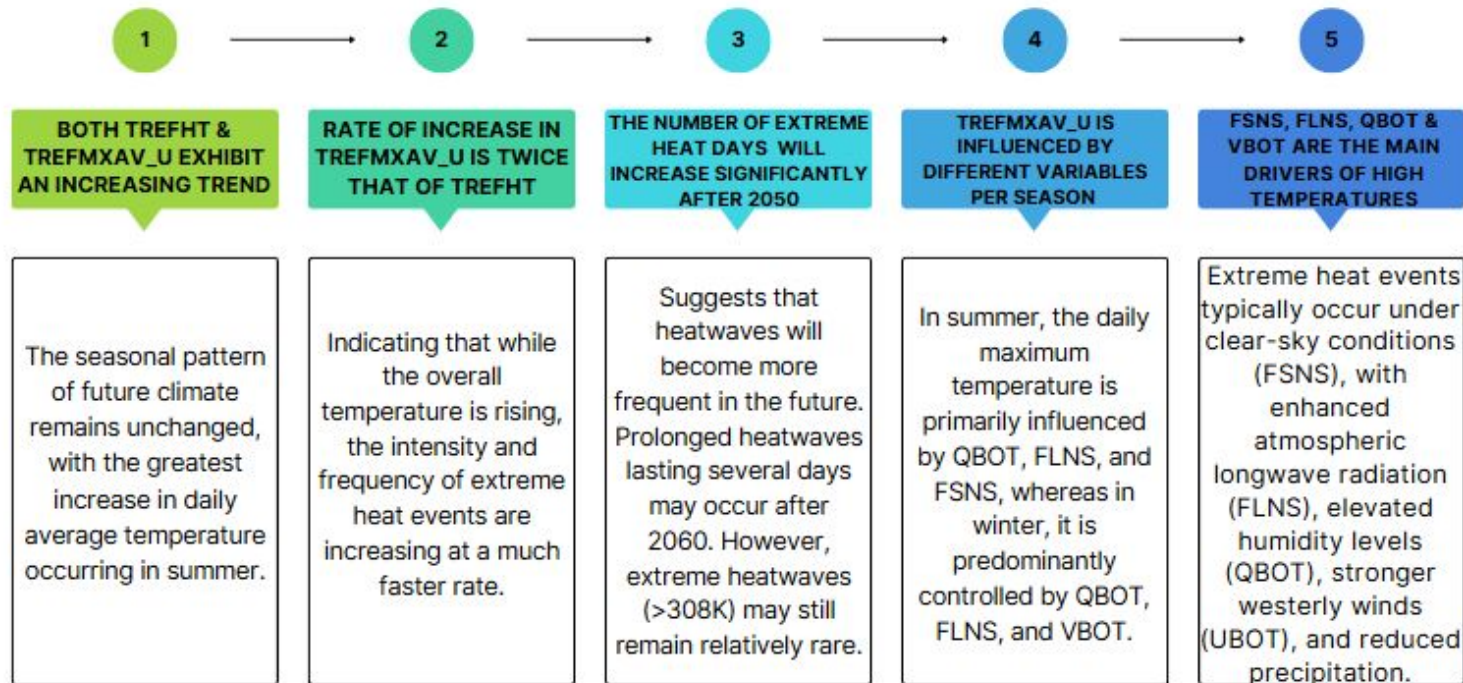 1
2
3
4
5
BOTH TREFHT &
TREFMXAV_U EXHIBIT
AN INCREASING TREND
RATE OF INCREASE IN
TREFMXAV_U IS TWICE
THAT OF TREFHT
THE NUMBER OF EXTREME
HEAT DAYS WILL
INCREASE SIGNIFICANTLY
AFTER 2050
TREFMXAV_U IS
INFLUENCED BY
DIFFERENT VARIABLES
PER SEASON
FSNS, FLNS, QBOT &
VBOT ARE THE MAIN
DRIVERS OF HIGH
TEMPERATURES
The seasonal pattern
of future climate
remains unchanged,
with the greatest
increase in daily
average temperature
occurring in summer.
Indicating that while
the overall
temperature is rising,
the intensity and
frequency of extreme
heat events are
increasing at a much
faster rate.
Suggests that
heatwaves will
become more
frequent in the future.
Prolonged heatwaves
lasting several days
may occur after
2060. However,
extreme heatwaves
(>308K) may still
remain relatively rare.
In summer, the daily
maximum
temperature is
primarily influenced
by QBOT, FLNS, and
FSNS, whereas in
winter, it is
predominantly
controlled by QBOT,
FLNS, and VBOT.
Extreme heat events
typically occur under
clear-sky conditions
(FSNS), with
enhanced
atmospheric
longwave radiation
(FLNS), elevated
humidity levels
(QBOT), stronger
westerly winds
(UBOT), and reduced
precipitation.